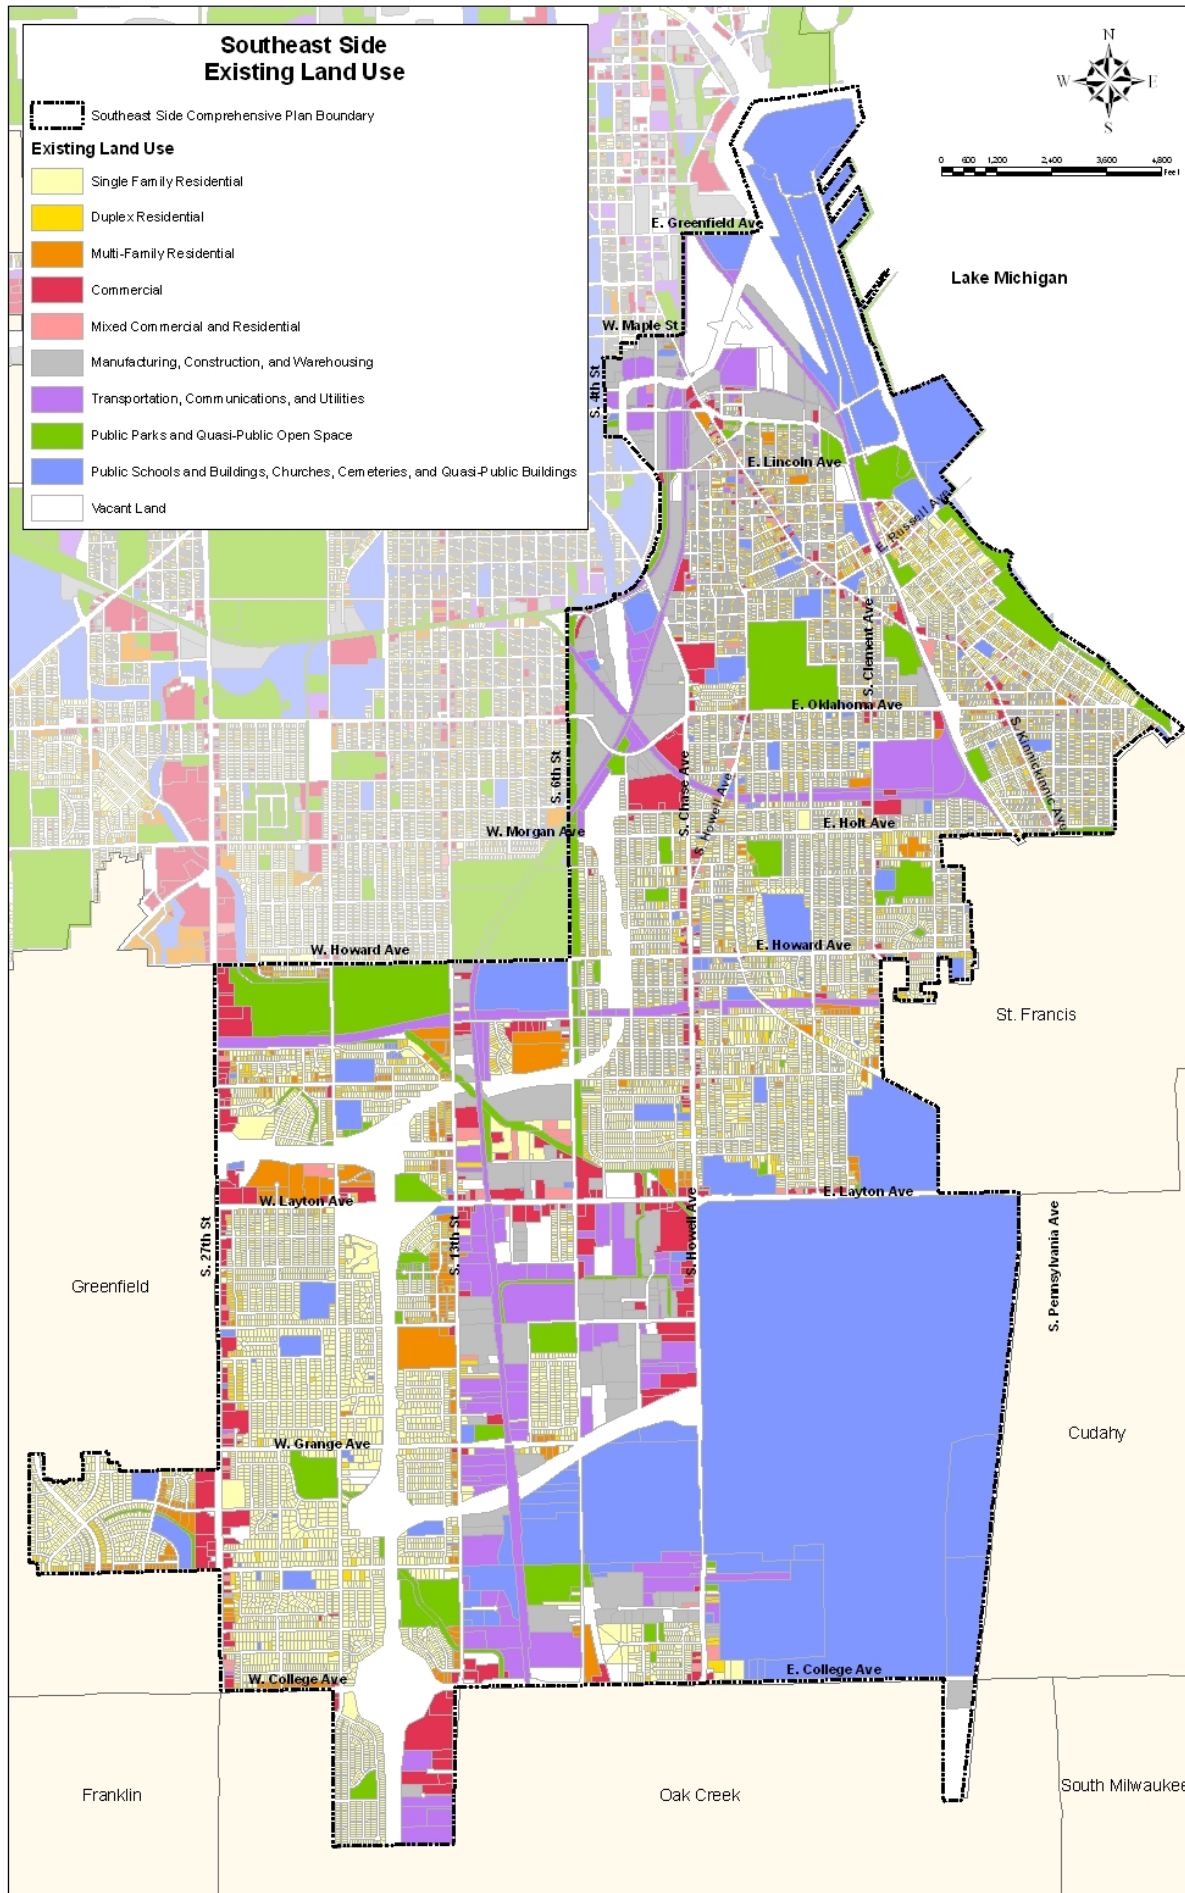 Southeast Side
Existing Land Use
Southeast Side Comprehensive Plan Boundary
Existing Land Use
Single Family Residential
Duplex Residential
Multi-Family Residential
Commercial
Mixed Commercial and Residential
Manufacturing, Construction, and Warehousing
Transportation, Communications, and Utilities
Public Parks and Quasi-Public Open Space
Public Schools and Buildings, Churches, Cemeteries, and Quasi-Public Buildings
Vacant Land
N
W
E
S
0 600 1,200 2,400 3,600 4,800
Feet
E. Greenfield Ave
Lake Michigan
W. Maple St
S. 4th St
E. Lincoln Ave
E. Russell Ave
S. Clement Ave
E. Oklahoma Ave
S. Kinnickinnic Ave
S. 6th St
S. Chase Ave
S. Howell Ave
W. Morgan Ave
E. Holt Ave
W. Howard Ave
E. Howard Ave
St. Francis
W. Layton Ave
E. Layton Ave
S. 27th St
S. 13th St
S. Howell Ave
S. Pennsylvania Ave
Greenfield
Cudahy
W. Grange Ave
W. College Ave
E. College Ave
Franklin
Oak Creek
South Milwaukee